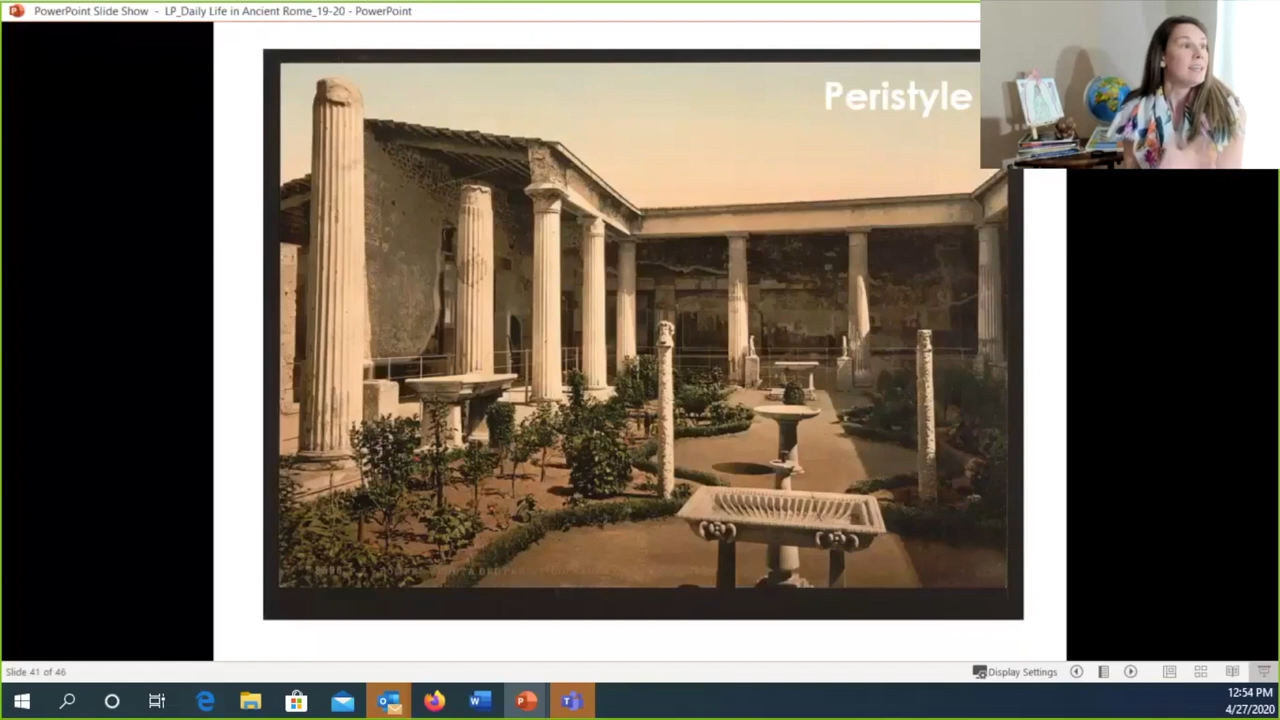 PowerPoint Slide Show - LP_Daily Life in Ancient Rome_19-20 - PowerPoint
Peristyle
Slide 41 of 46
Display Settings
12:54 PM
4/27/2020